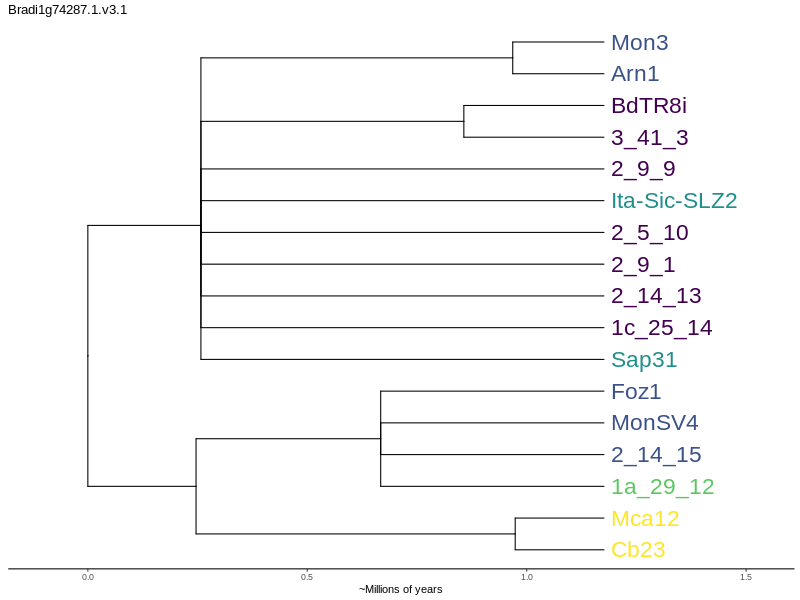 Bradi1g74287.1.v3.1
Mon3
Arn1
BdTR8i
3_41_3
2_9_9
Ita-Sic-SLZ2
2_5_10
2_9_1
2_14_13
1c_25_14
Sap31
Foz1
MonSV4
2_14_15
1a_29_12
Mca12
Cb23
0.0 0.5 1.0 1.5
~Millions of years